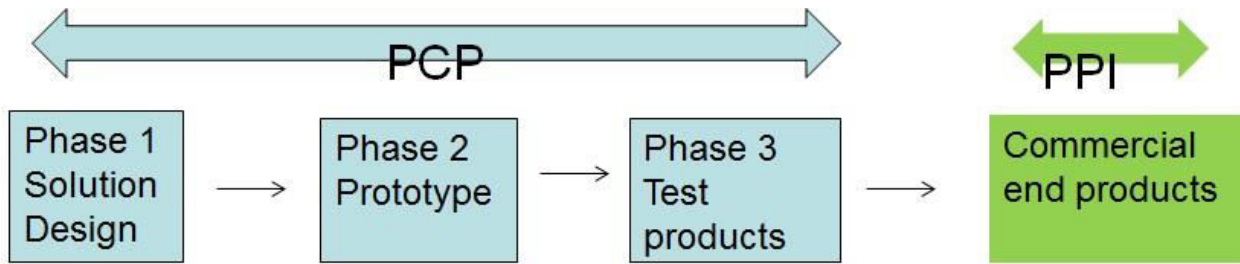 PCP
PPI
Phase 1
Solution
Design
Phase 2
Prototype
Phase 3
Test
products
Commercial
end products